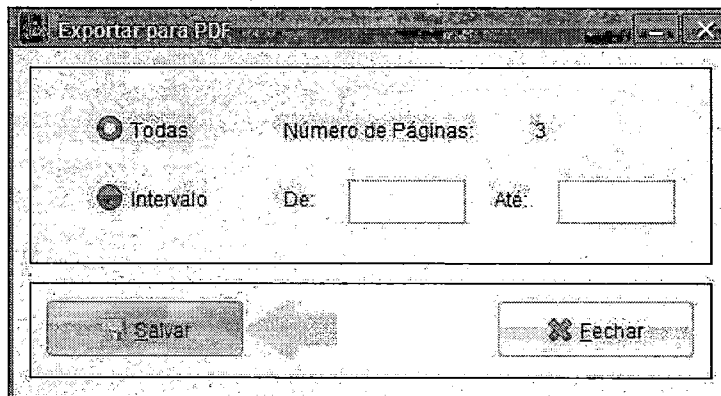 Exportar para PDF
Todas Número de Páginas: 3
Intervalo De: Até:
Salvar Fechar